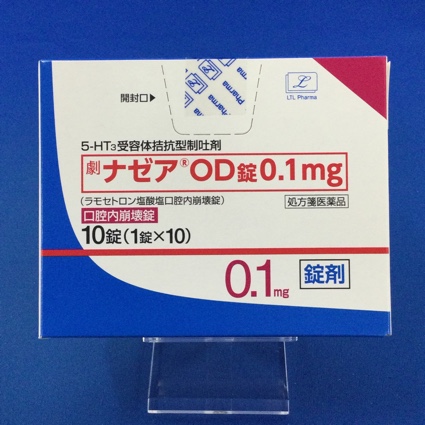 開封口▶
LTL Pharma
5-HT₃受容体拮抗型制吐剤
劇 ナゼア®OD錠0.1mg
(ラモセトロン塩酸塩口腔内崩壊錠)
処方箋医薬品
口腔内崩壊錠
10錠(1錠×10)
0.1mg
錠剤